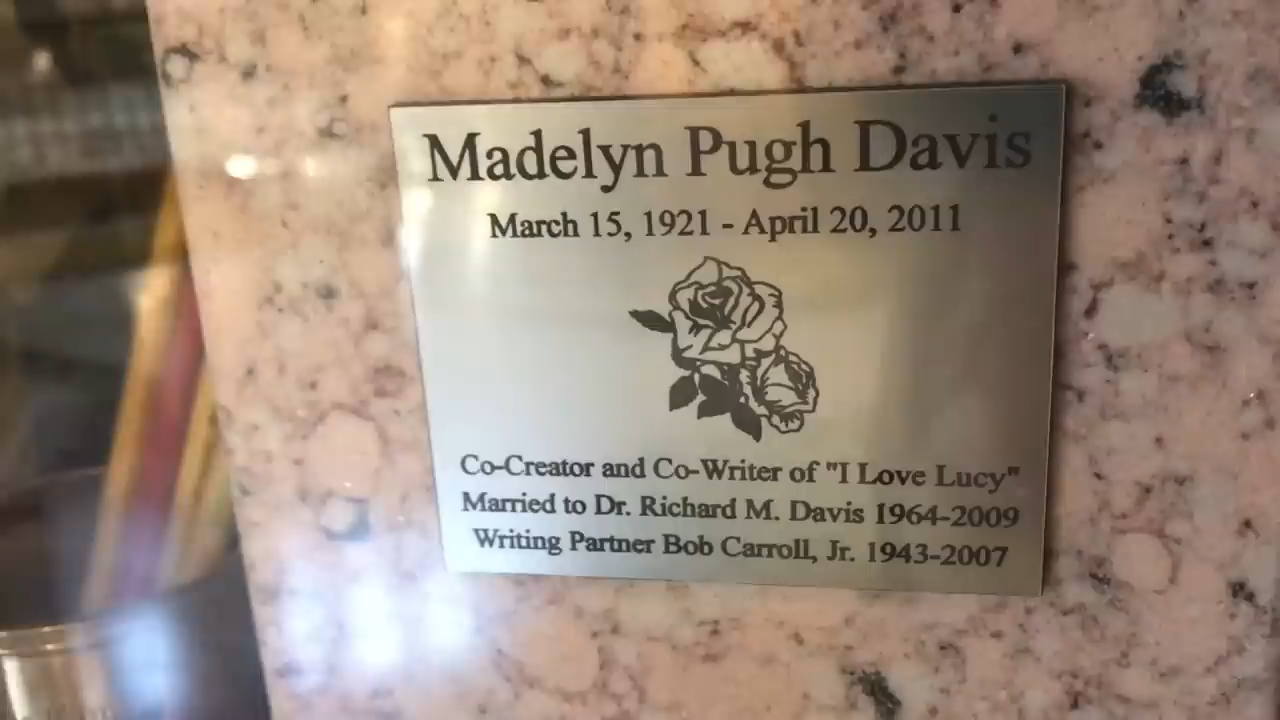 Madelyn Pugh Davis
March 15, 1921 - April 20, 2011
Co-Creator and Co-Writer of "I Love Lucy"
Married to Dr. Richard M. Davis 1964-2009
Writing Partner Bob Carroll, Jr. 1943-2007